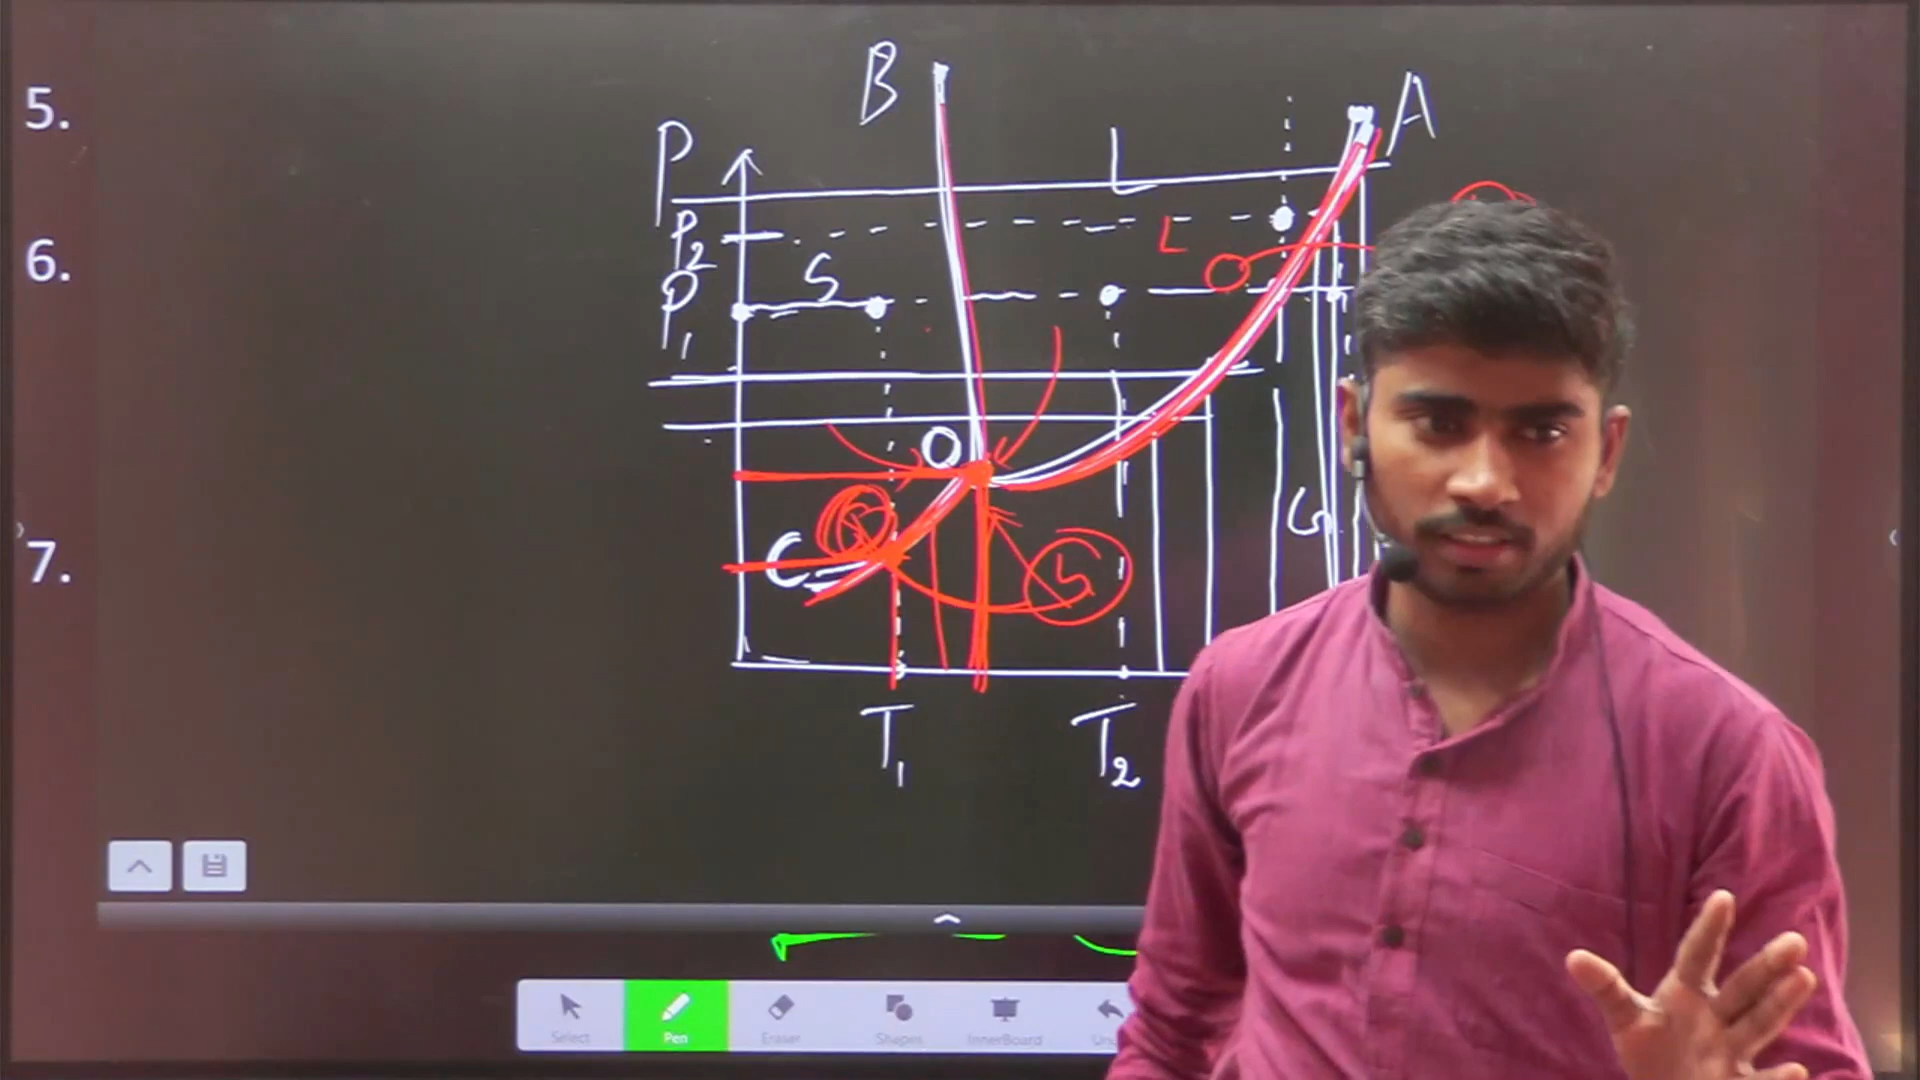 5.
6.
7.
B
A
P
L
P2
L
S
P1
O
G
C
S
T1
T2
Select
Pen
Eraser
Shapes
InnerBoard